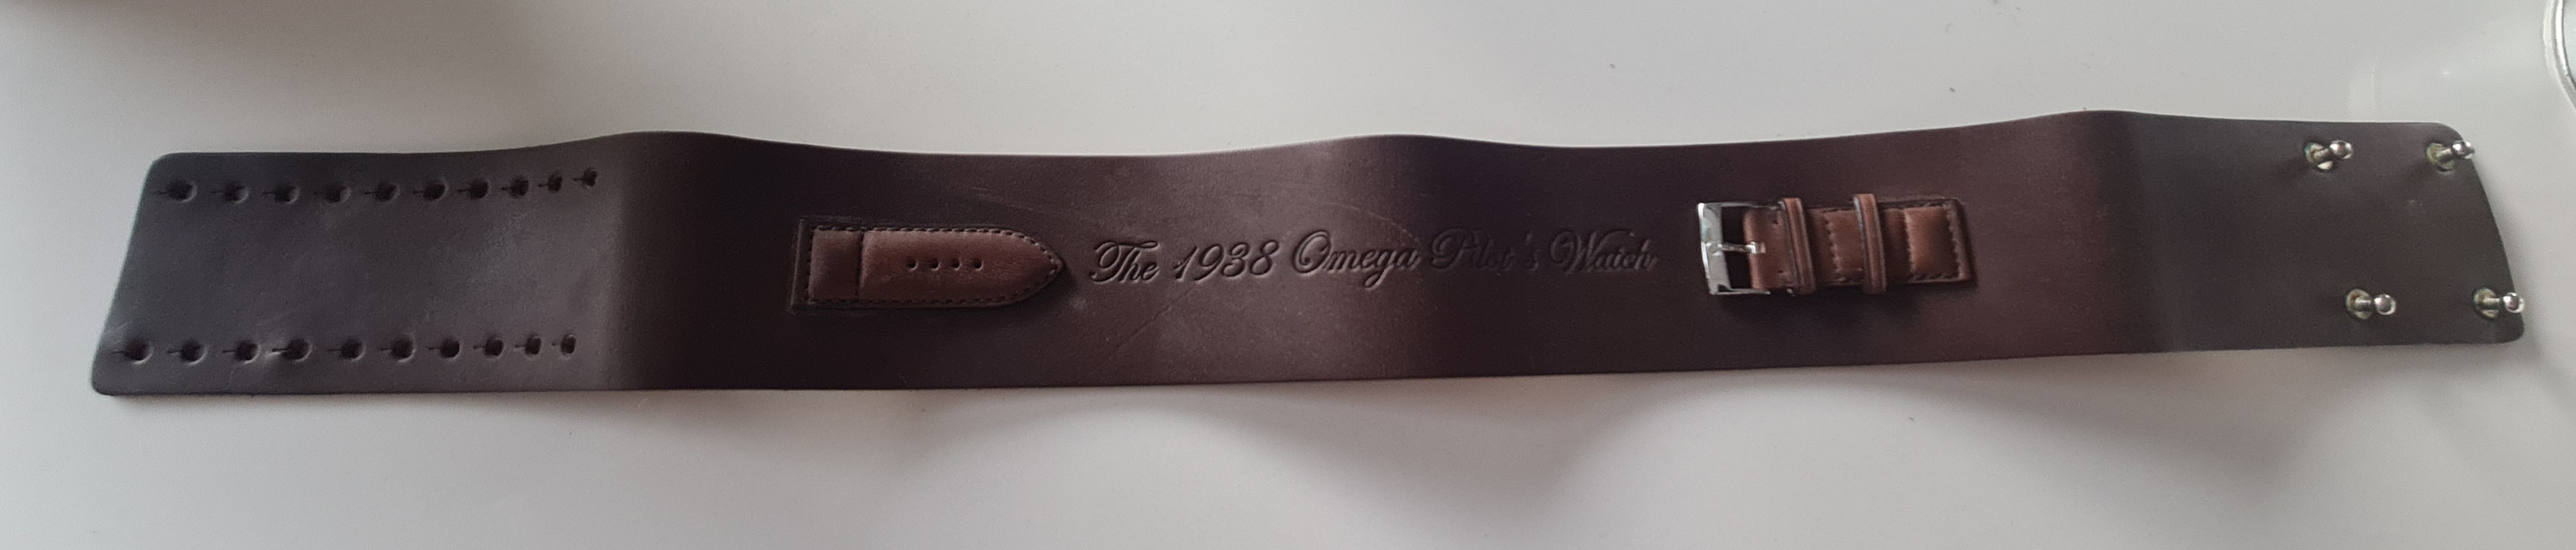 The 1938 Omega Pilot's Watch